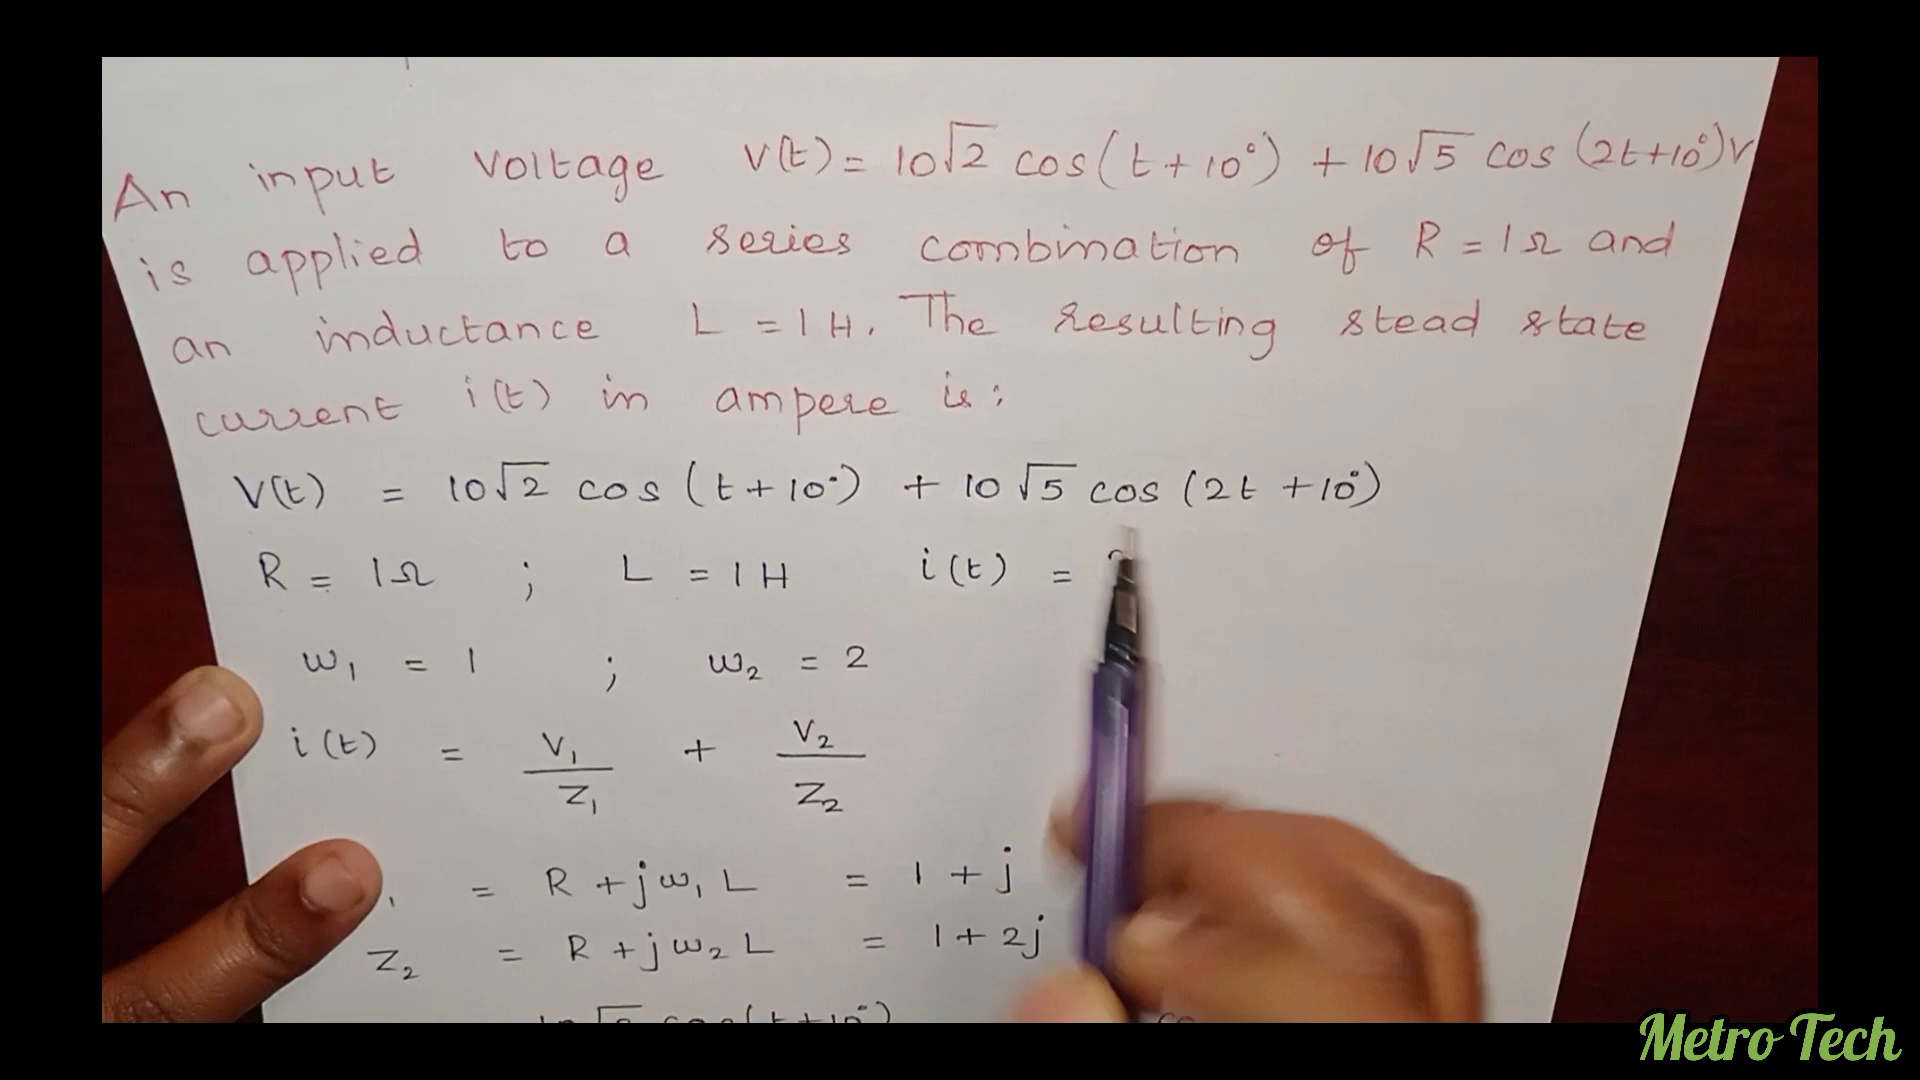 An input voltage V(t) = 10√2 cos(t+10°) + 10√5 cos(2t+10°)V
is applied to a series combination of R = 1Ω and
an inductance L = 1H. The resulting stead state
current i(t) in ampere is:
V(t) = 10√2 cos(t+10°) + 10√5 cos(2t+10°)
R = 1Ω ; L = 1H i(t) =
ω₁ = 1 ; ω₂ = 2
i(t) = V₁/Z₁ + V₂/Z₂
= R + jω₁L = 1 + j
Z₂ = R + jω₂L = 1 + 2j
cos(t+10°)
Metro Tech